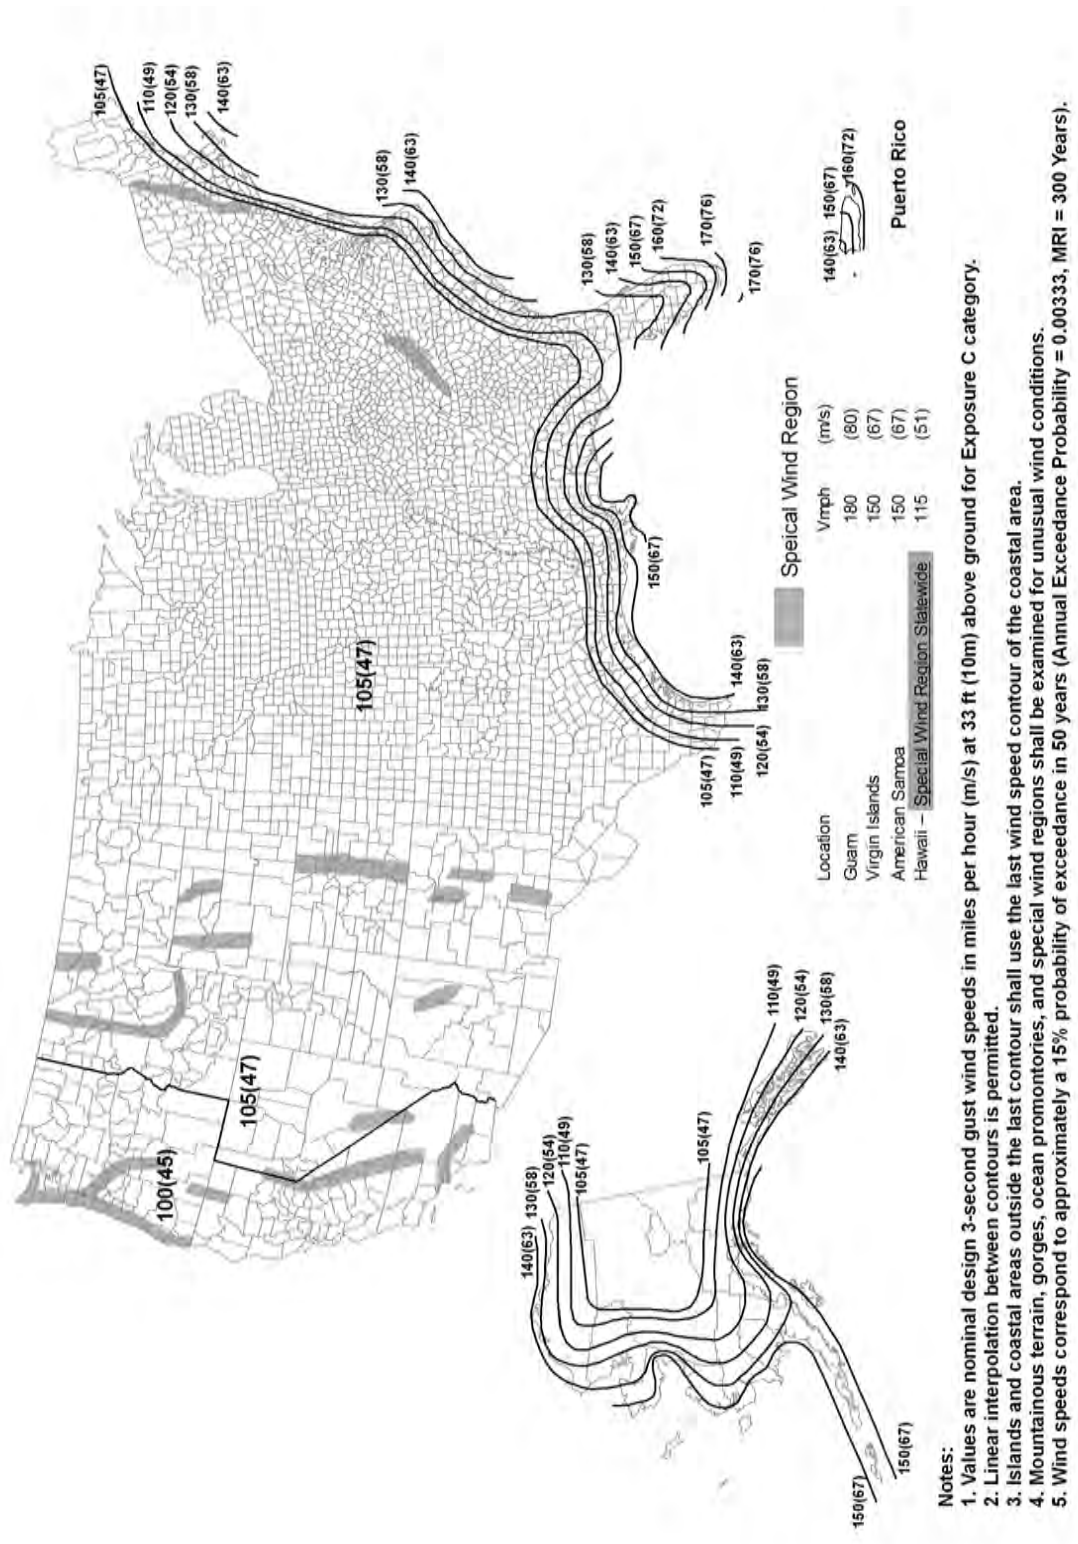 105(47)
110(49)
120(54)
130(58)
140(63)
130(58)
140(63)
130(58)
140(63)
150(67)
160(72)
170(76)
170(76)
140(63) 150(67)
160(72)
Puerto Rico
100(45)
105(47)
105(47)
150(67)
105(47)
110(49)
120(54)
130(58)
140(63)
140(63)
130(58)
120(54)
110(49)
105(47)
105(47)
110(49)
120(54)
130(58)
140(63)
150(67)
150(67)
Speical Wind Region
Location Vmph (m/s)
Guam 180 (80)
Virgin Islands 150 (67)
American Samoa 150 (67)
Hawaii – Special Wind Region Statewide 115 (51)
Notes:
1. Values are nominal design 3-second gust wind speeds in miles per hour (m/s) at 33 ft (10m) above ground for Exposure C category.
2. Linear interpolation between contours is permitted.
3. Islands and coastal areas outside the last contour shall use the last wind speed contour of the coastal area.
4. Mountainous terrain, gorges, ocean promontories, and special wind regions shall be examined for unusual wind conditions.
5. Wind speeds correspond to approximately a 15% probability of exceedance in 50 years (Annual Exceedance Probability = 0.00333, MRI = 300 Years).